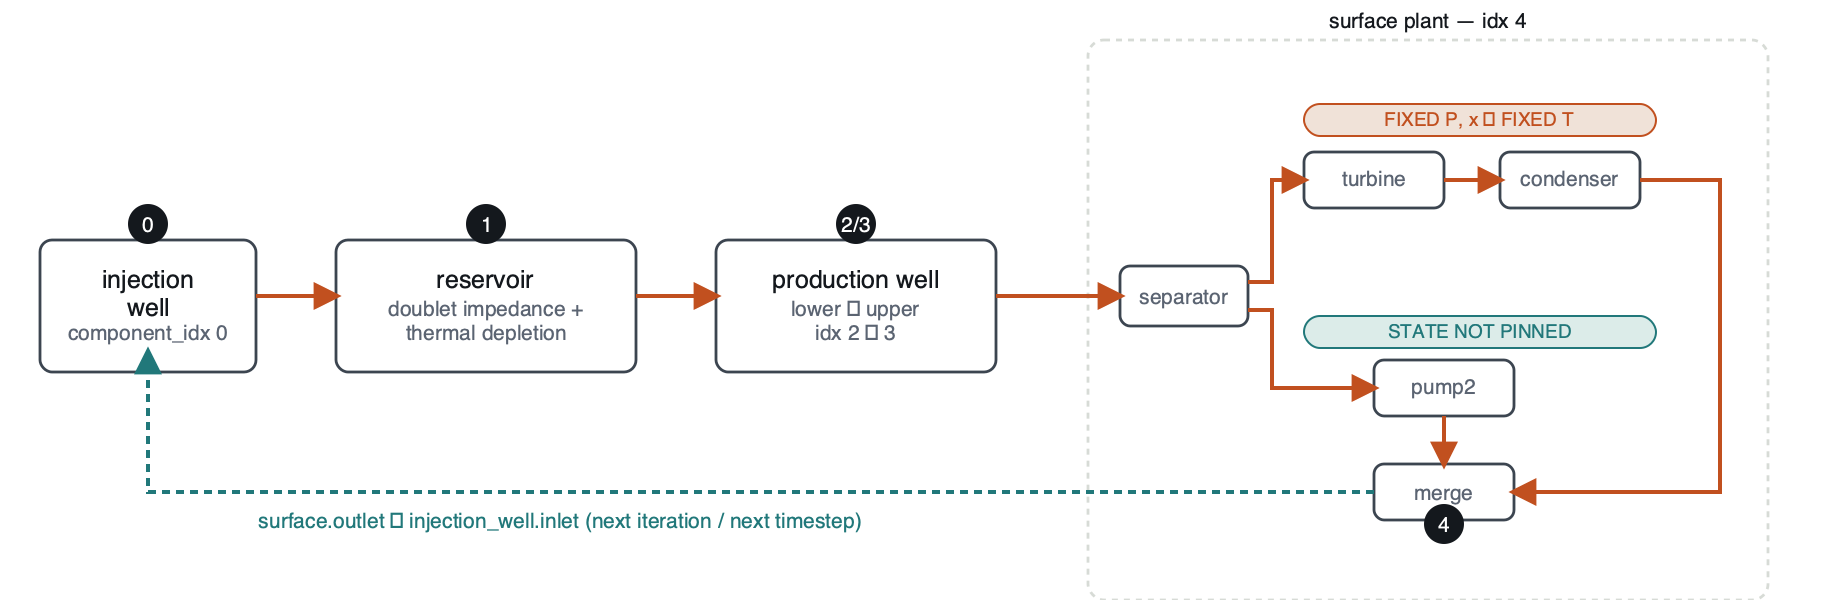 surface plant — idx 4
FIXED P, x □ FIXED T
turbine
condenser
0
1
2/3
injection
well
component_idx 0
reservoir
doublet impedance +
thermal depletion
production well
lower □ upper
idx 2 □ 3
separator
STATE NOT PINNED
pump2
merge
4
surface.outlet □ injection_well.inlet (next iteration / next timestep)